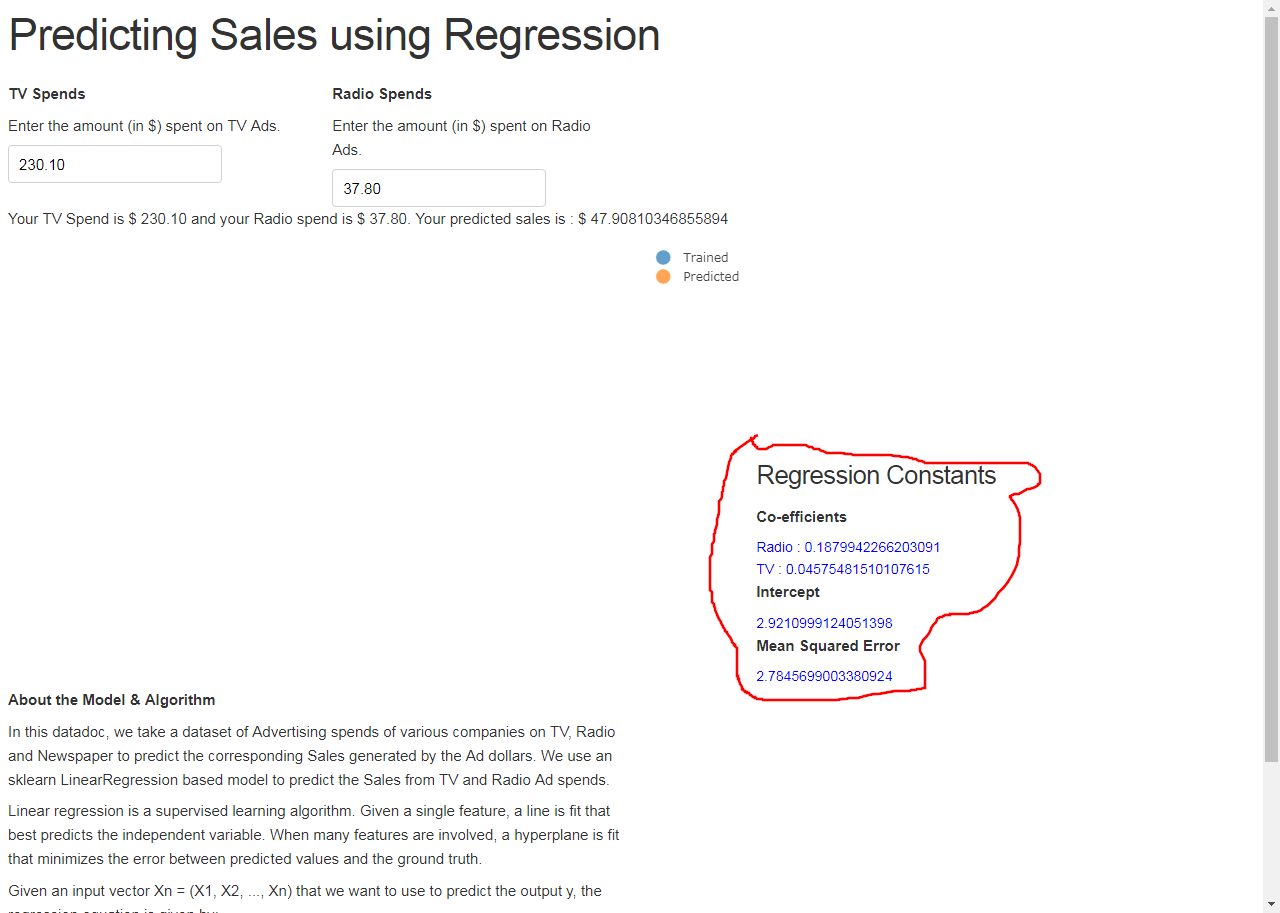 Predicting Sales using Regression
TV Spends
Enter the amount (in $) spent on TV Ads.
230.10
Radio Spends
Enter the amount (in $) spent on Radio
Ads.
37.80
Your TV Spend is $ 230.10 and your Radio spend is $ 37.80. Your predicted sales is : $ 47.90810346855894
Trained
Predicted
Regression Constants
Co-efficients
Radio : 0.1879942266203091
TV : 0.04575481510107615
Intercept
2.9210999124051398
Mean Squared Error
2.7845699003380924
About the Model & Algorithm
In this datadoc, we take a dataset of Advertising spends of various companies on TV, Radio
and Newspaper to predict the corresponding Sales generated by the Ad dollars. We use an
sklearn LinearRegression based model to predict the Sales from TV and Radio Ad spends.
Linear regression is a supervised learning algorithm. Given a single feature, a line is fit that
best predicts the independent variable. When many features are involved, a hyperplane is fit
that minimizes the error between predicted values and the ground truth.
Given an input vector Xn = (X1, X2, ..., Xn) that we want to use to predict the output y, the
regression equation is given by: